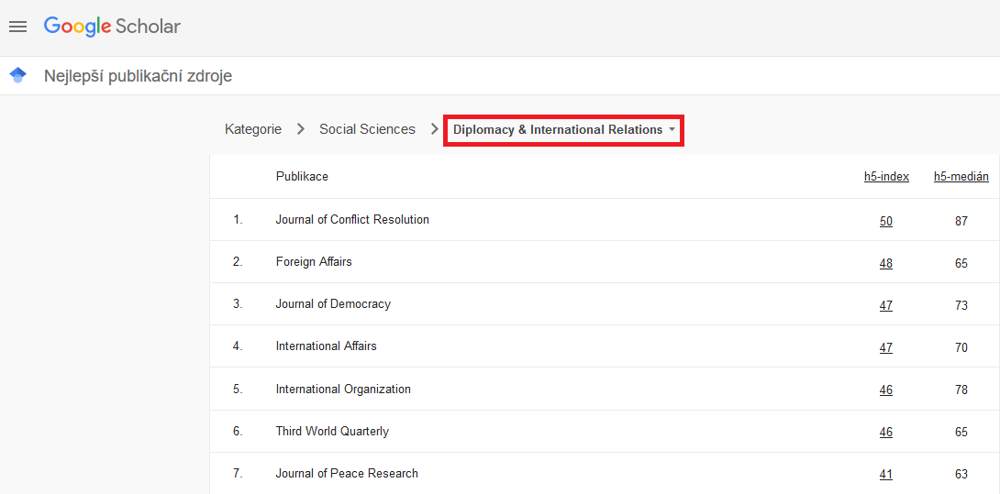 Google Scholar
Nejlepší publikační zdroje
Kategorie > Social Sciences > Diplomacy & International Relations
Publikace h5-index h5-medián
1. Journal of Conflict Resolution 50 87
2. Foreign Affairs 48 65
3. Journal of Democracy 47 73
4. International Affairs 47 70
5. International Organization 46 78
6. Third World Quarterly 46 65
7. Journal of Peace Research 41 63